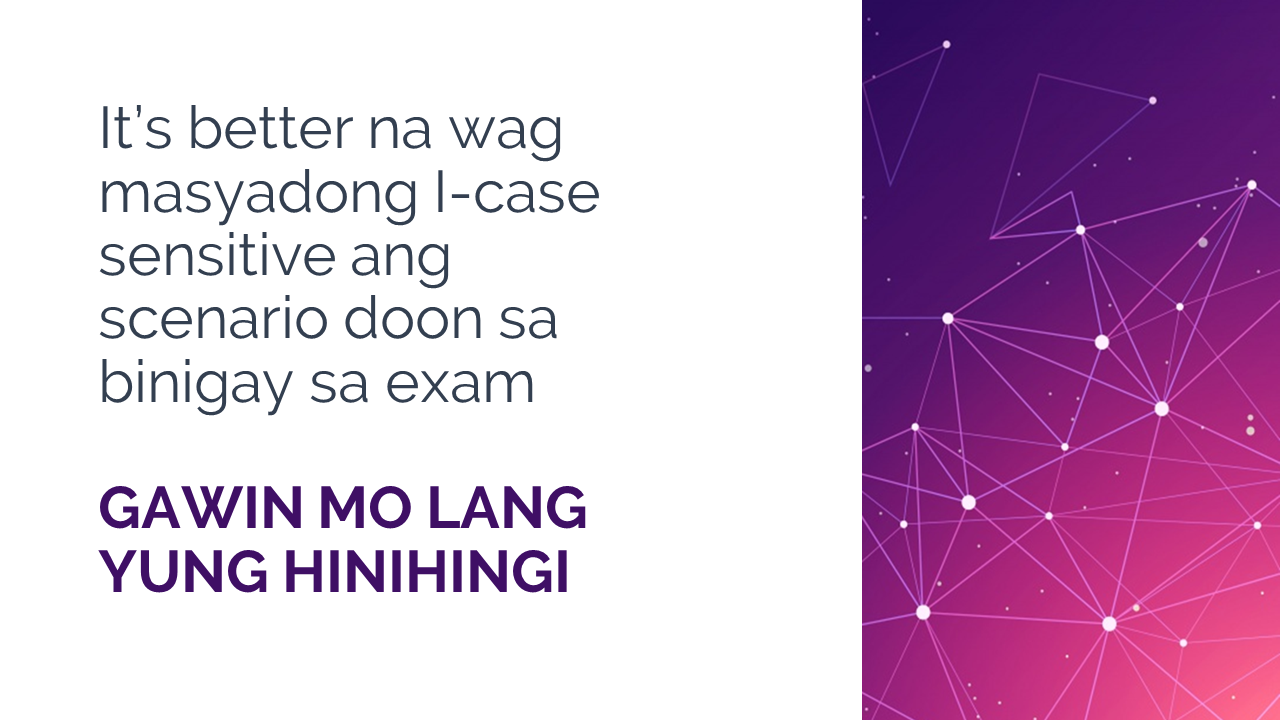 It’s better na wag
masyadong I-case
sensitive ang
scenario doon sa
binigay sa exam
GAWIN MO LANG
YUNG HINIHINGI